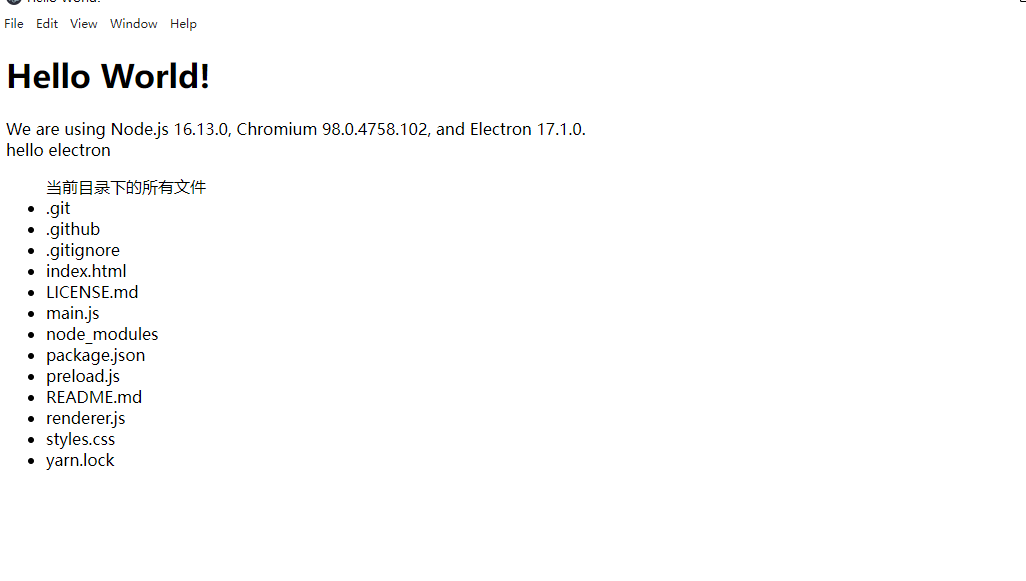 Hello World!
File Edit View Window Help
Hello World!
We are using Node.js 16.13.0, Chromium 98.0.4758.102, and Electron 17.1.0.
hello electron
当前目录下的所有文件
.git
.github
.gitignore
index.html
LICENSE.md
main.js
node_modules
package.json
preload.js
README.md
renderer.js
styles.css
yarn.lock